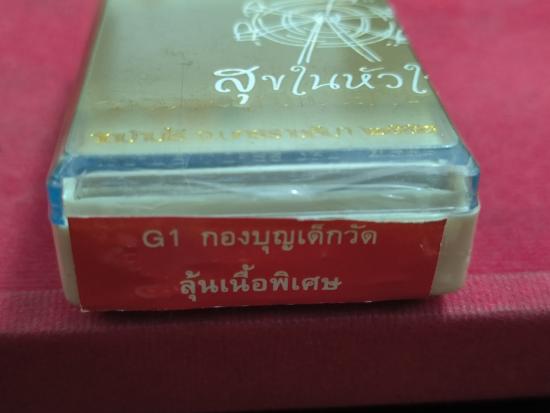 สุขในหัวใ
G1 กองบุญเด็กวัด
ลุ้นเนื้อพิเศษ